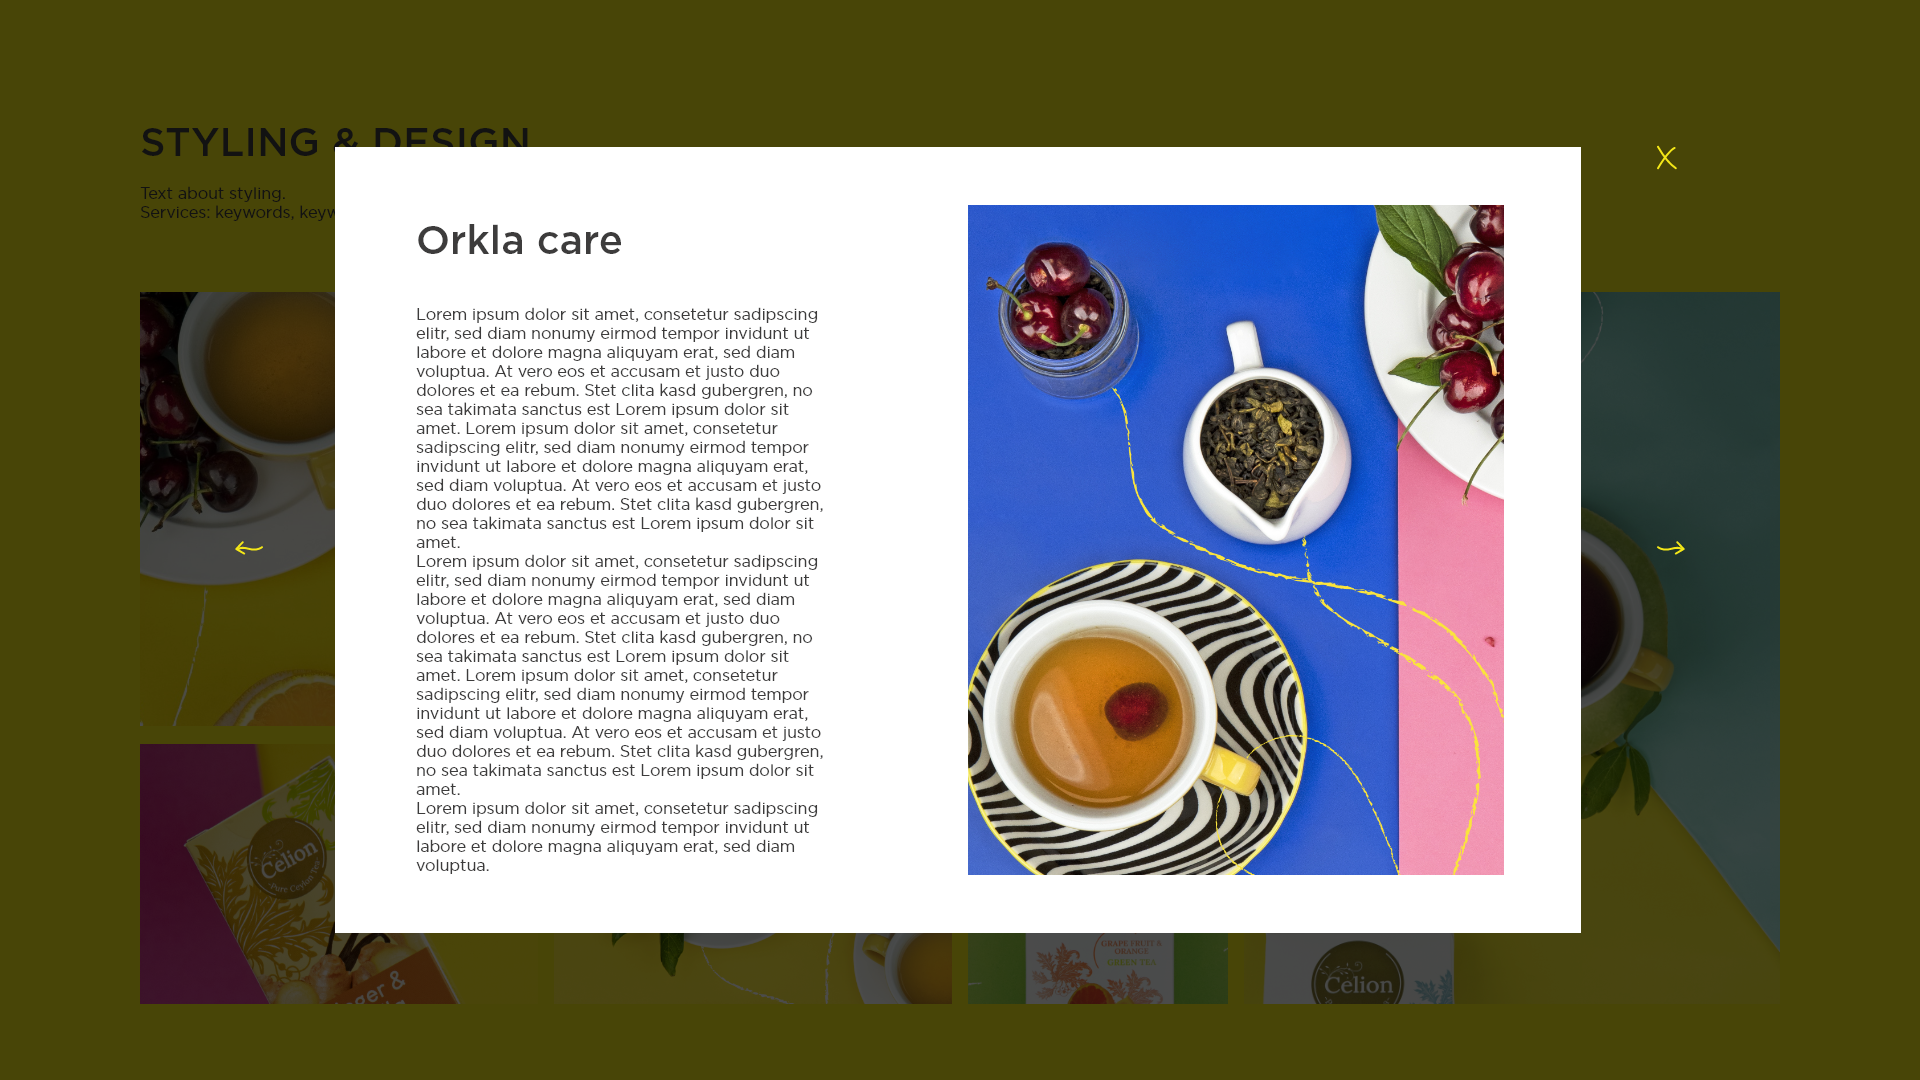 STYLING & DESIGN
Text about styling.
Services: keywords,
Orkla care
Lorem ipsum dolor sit amet, consetetur sadipscing
elitr, sed diam nonumy eirmod tempor invidunt ut
labore et dolore magna aliquyam erat, sed diam
voluptua. At vero eos et accusam et justo duo
dolores et ea rebum. Stet clita kasd gubergren, no
sea takimata sanctus est Lorem ipsum dolor sit
amet. Lorem ipsum dolor sit amet, consetetur
sadipscing elitr, sed diam nonumy eirmod tempor
invidunt ut labore et dolore magna aliquyam erat,
sed diam voluptua. At vero eos et accusam et justo
duo dolores et ea rebum. Stet clita kasd gubergren,
no sea takimata sanctus est Lorem ipsum dolor sit
amet.
Lorem ipsum dolor sit amet, consetetur sadipscing
elitr, sed diam nonumy eirmod tempor invidunt ut
labore et dolore magna aliquyam erat, sed diam
voluptua. At vero eos et accusam et justo duo
dolores et ea rebum. Stet clita kasd gubergren, no
sea takimata sanctus est Lorem ipsum dolor sit
amet. Lorem ipsum dolor sit amet, consetetur
sadipscing elitr, sed diam nonumy eirmod tempor
invidunt ut labore et dolore magna aliquyam erat,
sed diam voluptua. At vero eos et accusam et justo
duo dolores et ea rebum. Stet clita kasd gubergren,
no sea takimata sanctus est Lorem ipsum dolor sit
amet.
Lorem ipsum dolor sit amet, consetetur sadipscing
elitr, sed diam nonumy eirmod tempor invidunt ut
labore et dolore magna aliquyam erat, sed diam
voluptua.
Celion
Pure Ceylon Tea
GRAPE FRUIT &
ORANGE
GREEN TEA
Celion